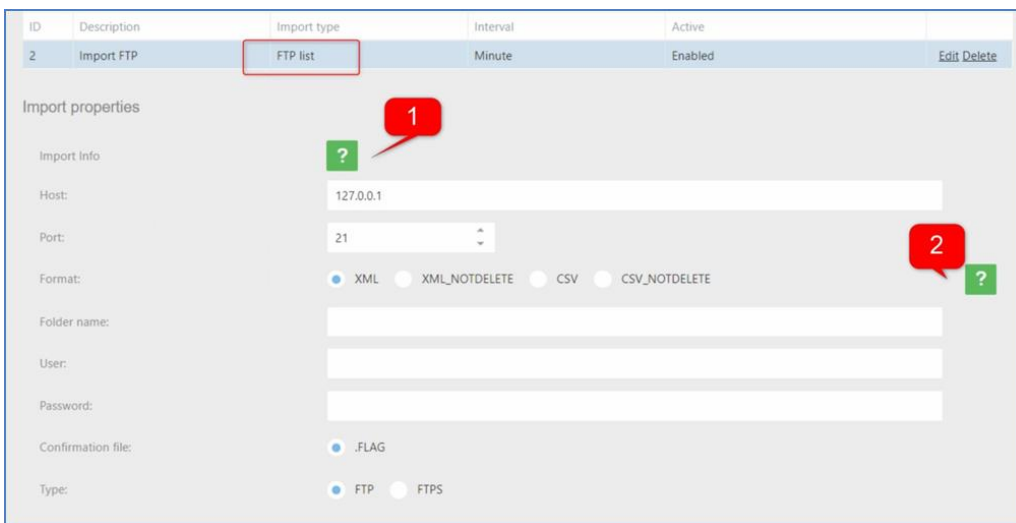 ID Description Import type Interval Active
2 Import FTP FTP list Minute Enabled Edit Delete
Import properties
1
Import Info ?
Host: 127.0.0.1
Port: 21
2
Format: XML XML_NOTDELETE CSV CSV_NOTDELETE ?
Folder name:
User:
Password:
Confirmation file: .FLAG
Type: FTP FTPS